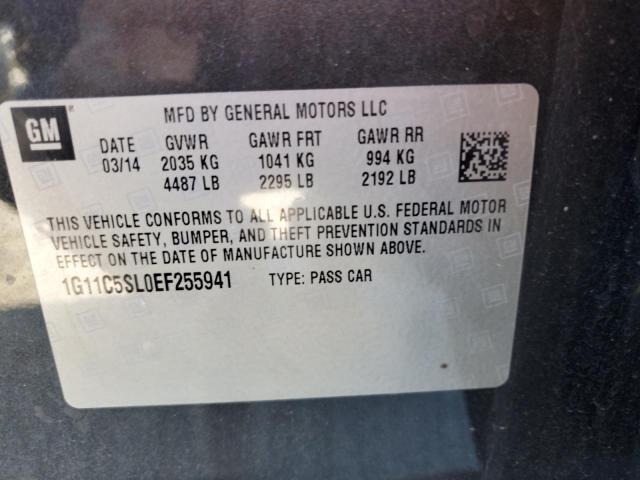 GM
MFD BY GENERAL MOTORS LLC
DATE GVWR GAWR FRT GAWR RR
03/14 2035 KG 1041 KG 994 KG
4487 LB 2295 LB 2192 LB
THIS VEHICLE CONFORMS TO ALL APPLICABLE U.S. FEDERAL MOTOR
VEHICLE SAFETY, BUMPER, AND THEFT PREVENTION STANDARDS IN
EFFECT ON THE DATE OF MANUFACTURE SHOWN ABOVE.
1G11C5SL0EF255941 TYPE: PASS CAR